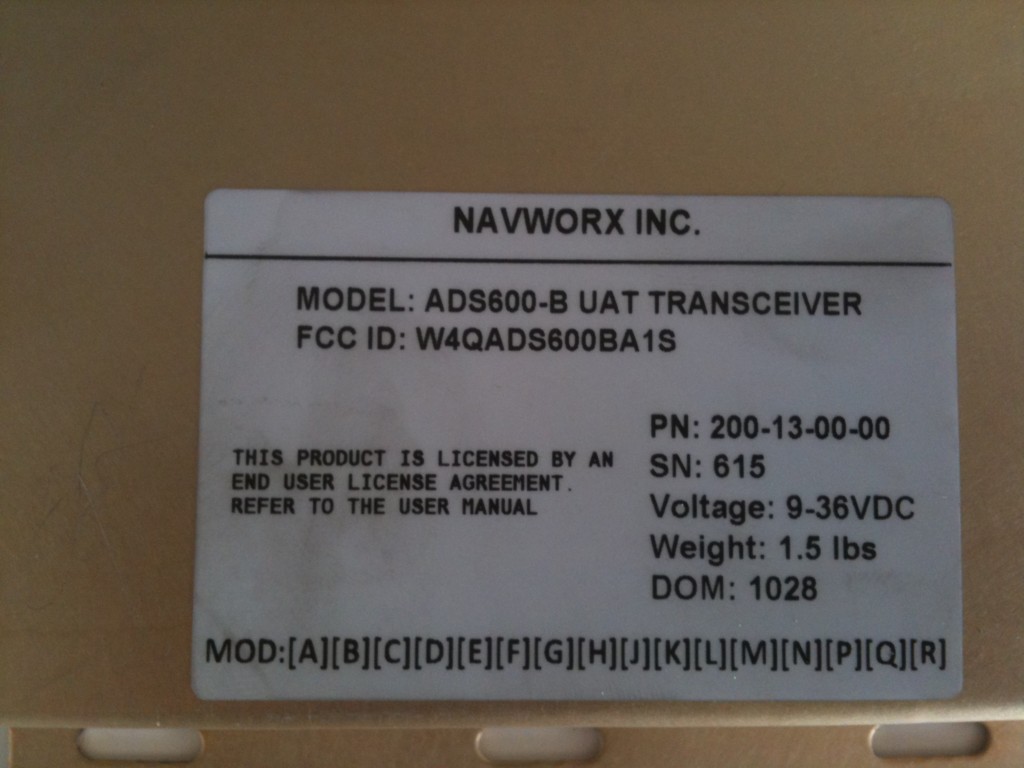 NAVWORX INC.
MODEL: ADS600-B UAT TRANSCEIVER
FCC ID: W4QADS600BA1S
THIS PRODUCT IS LICENSED BY AN
END USER LICENSE AGREEMENT.
REFER TO THE USER MANUAL
PN: 200-13-00-00
SN: 615
Voltage: 9-36VDC
Weight: 1.5 lbs
DOM: 1028
MOD:[A][B][C][D][E][F][G][H][J][K][L][M][N][P][Q][R]